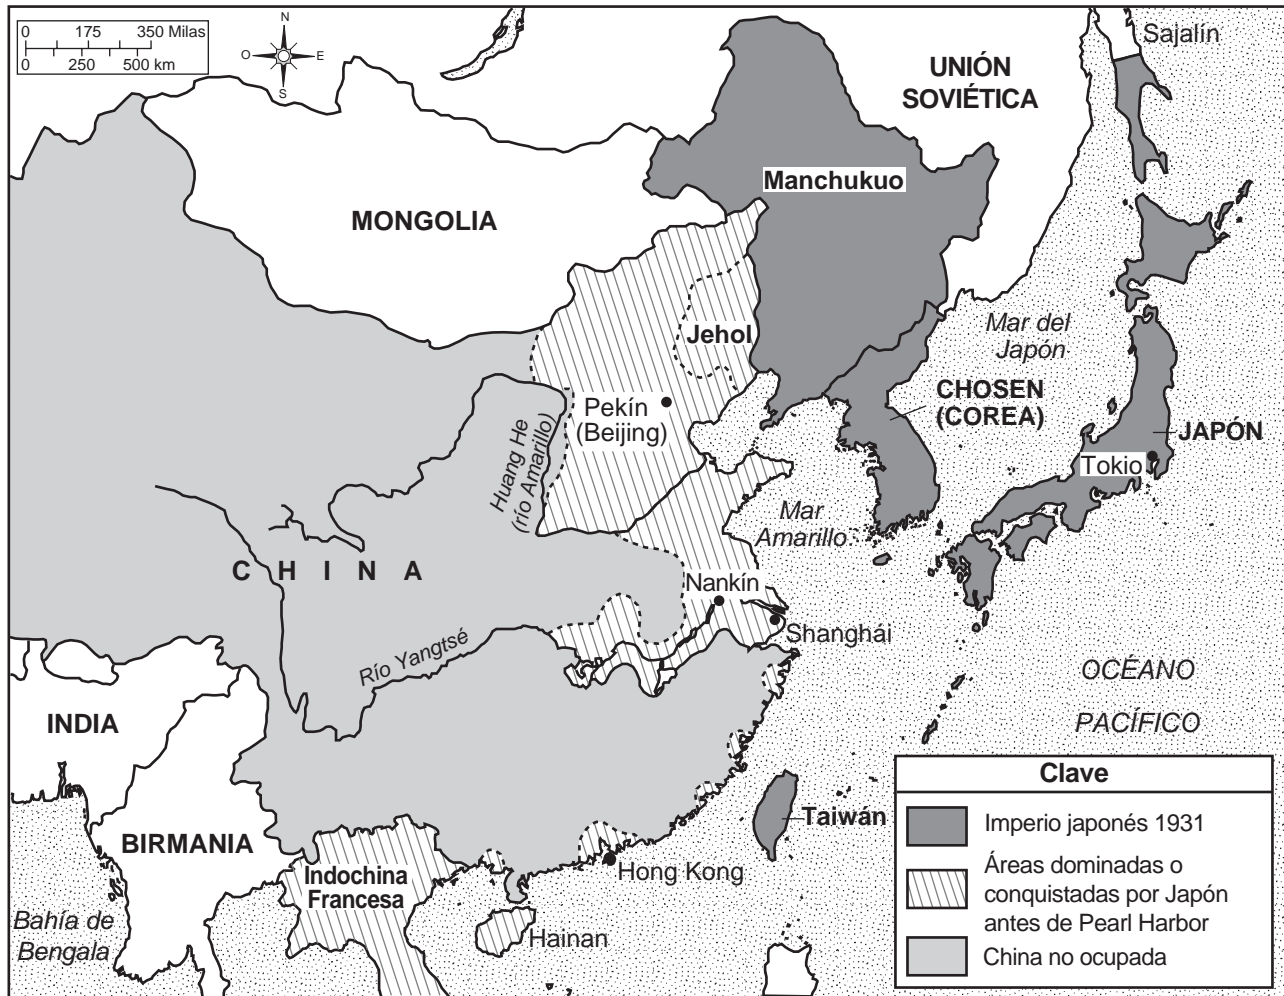 0 175 350 Milas
0 250 500 km
N
O E
S
Sajalín
UNIÓN
SOVIÉTICA
Manchukuo
MONGOLIA
Jehol
Mar del
Japón
CHOSEN
(COREA)
Pekín
(Beijing)
JAPÓN
Tokio
Huang He
(río Amarillo)
Mar
Amarillo
CHINA
Nankín
Shanghái
Río Yangtsé
OCÉANO
PACÍFICO
INDIA
BIRMANIA
Taiwán
Indochina
Francesa
Hong Kong
Hainan
Bahía de
Bengala
Clave
Imperio japonés 1931
Áreas dominadas o
conquistadas por Japón
antes de Pearl Harbor
China no ocupada